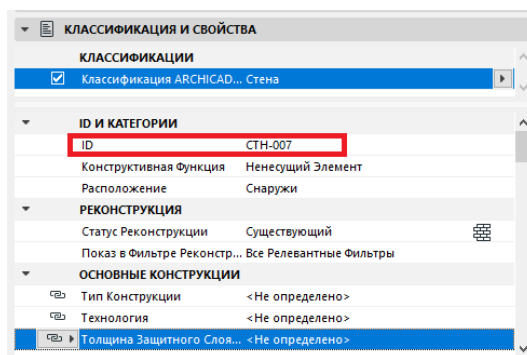 КЛАССИФИКАЦИЯ И СВОЙСТВА
КЛАССИФИКАЦИИ
Классификация ARCHICAD... Стена
ID И КАТЕГОРИИ
ID СТН-007
Конструктивная Функция Ненесущий Элемент
Расположение Снаружи
РЕКОНСТРУКЦИЯ
Статус Реконструкции Существующий
Показ в Фильтре Реконстр... Все Релевантные Фильтры
ОСНОВНЫЕ КОНСТРУКЦИИ
Тип Конструкции <Не определено>
Технология <Не определено>
Толщина Защитного Слоя... <Не определено>